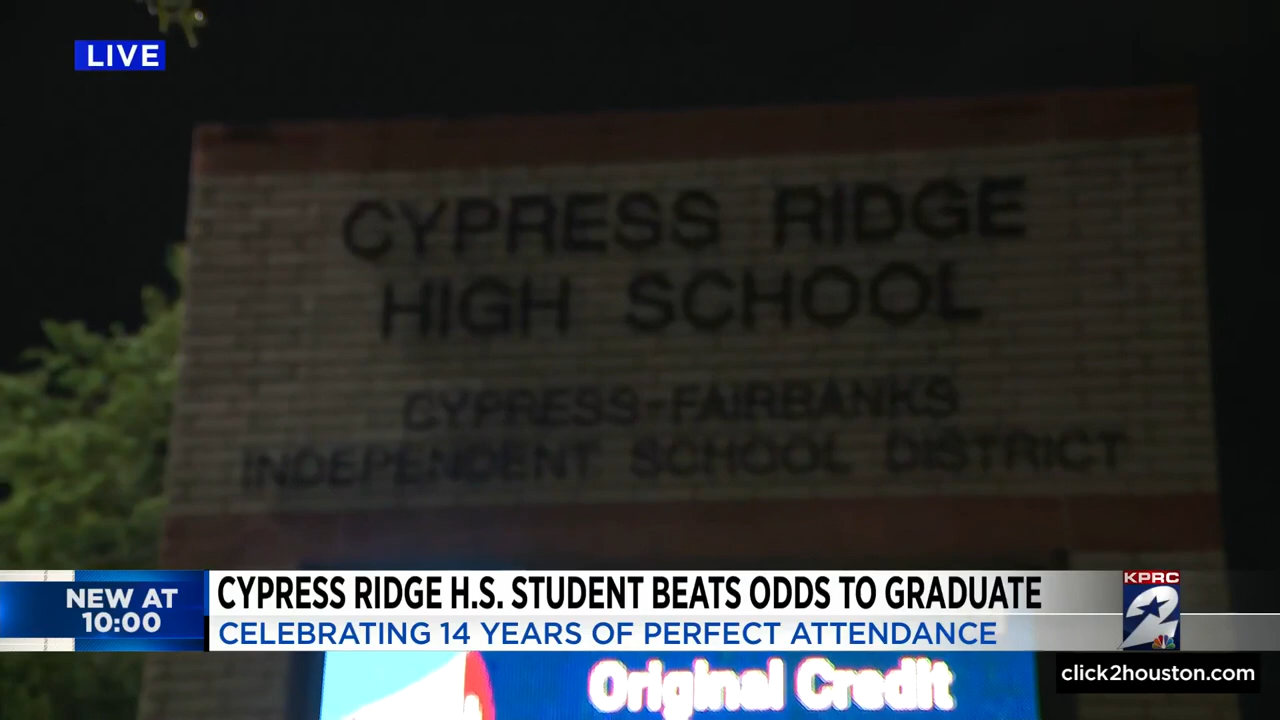 LIVE
CYPRESS RIDGE
HIGH SCHOOL
CYPRESS-FAIRBANKS
INDEPENDENT SCHOOL DISTRICT
NEW AT
10:00
CYPRESS RIDGE H.S. STUDENT BEATS ODDS TO GRADUATE
CELEBRATING 14 YEARS OF PERFECT ATTENDANCE
KPRC
2
Original Credit
click2houston.com